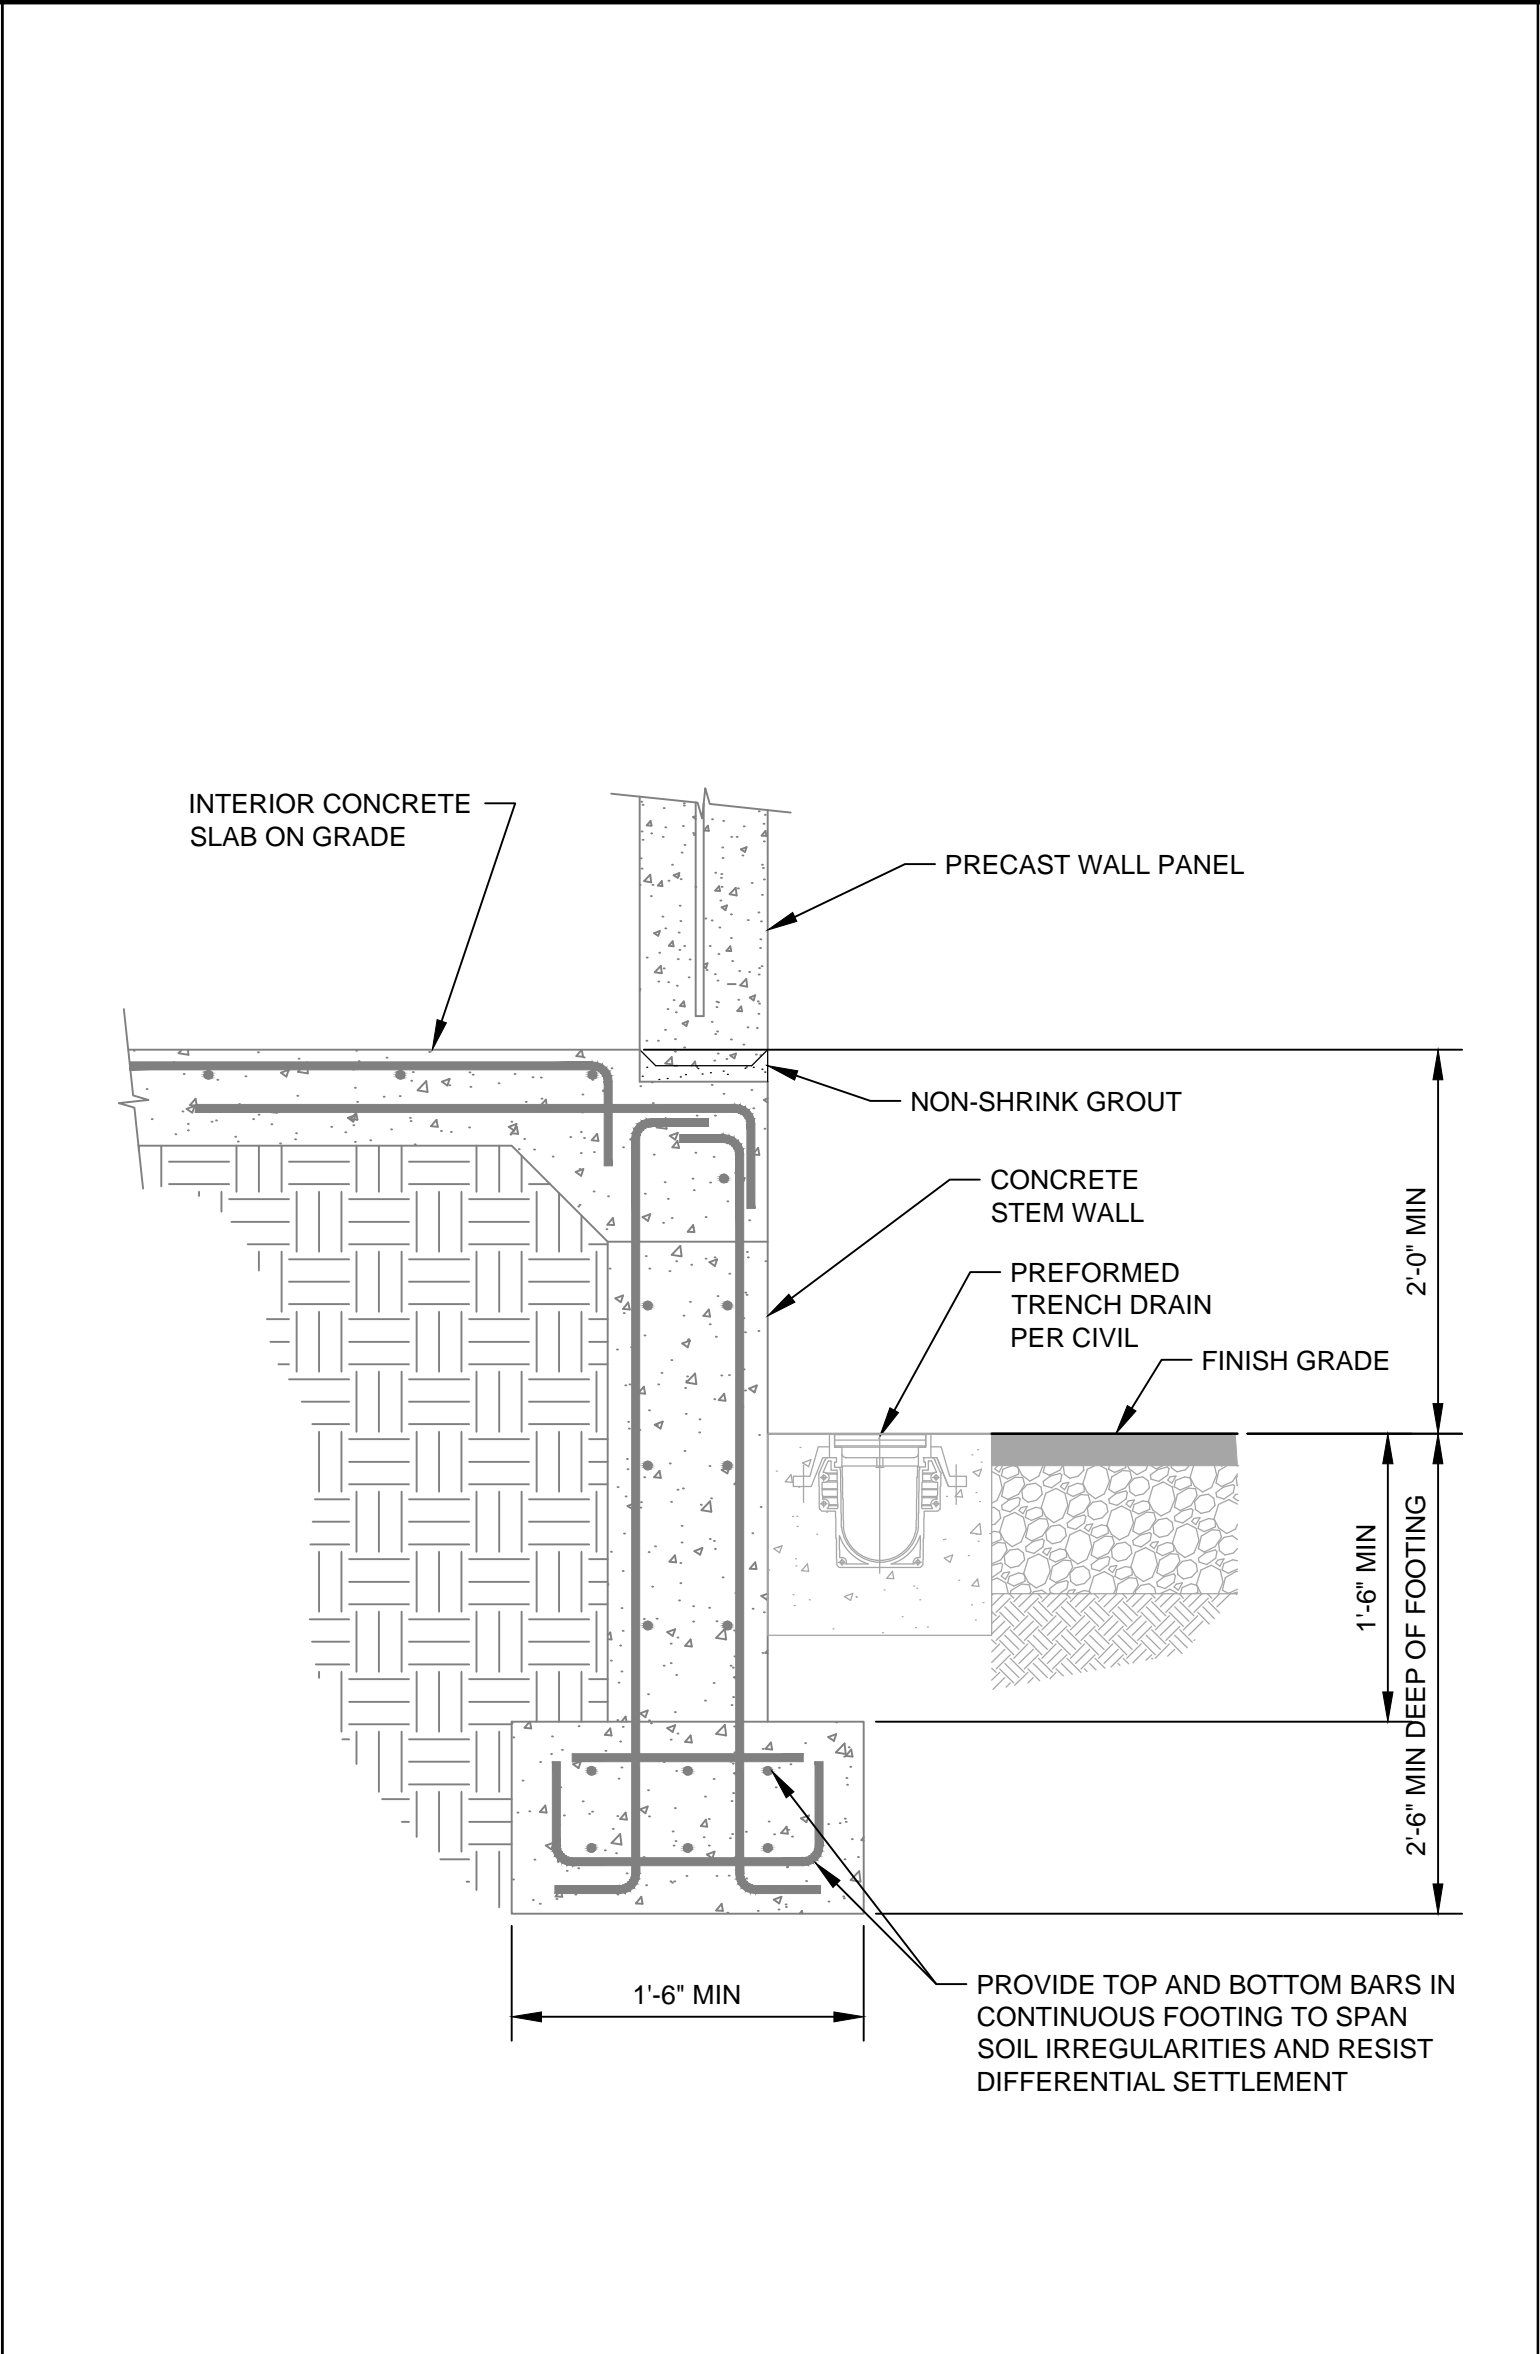 INTERIOR CONCRETE
SLAB ON GRADE
PRECAST WALL PANEL
NON-SHRINK GROUT
CONCRETE
STEM WALL
PREFORMED
TRENCH DRAIN
PER CIVIL
FINISH GRADE
2'-0" MIN
1'-6" MIN
2'-6" MIN DEEP OF FOOTING
1'-6" MIN
PROVIDE TOP AND BOTTOM BARS IN
CONTINUOUS FOOTING TO SPAN
SOIL IRREGULARITIES AND RESIST
DIFFERENTIAL SETTLEMENT